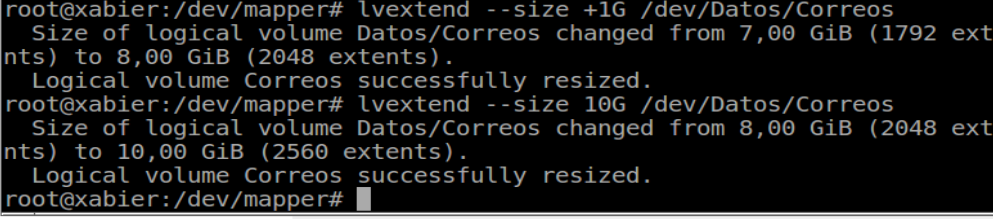 root@xabier:/dev/mapper# lvextend --size +1G /dev/Datos/Correos
  Size of logical volume Datos/Correos changed from 7,00 GiB (1792 ext
nts) to 8,00 GiB (2048 extents).
  Logical volume Correos successfully resized.
root@xabier:/dev/mapper# lvextend --size 10G /dev/Datos/Correos
  Size of logical volume Datos/Correos changed from 8,00 GiB (2048 ext
nts) to 10,00 GiB (2560 extents).
  Logical volume Correos successfully resized.
root@xabier:/dev/mapper#